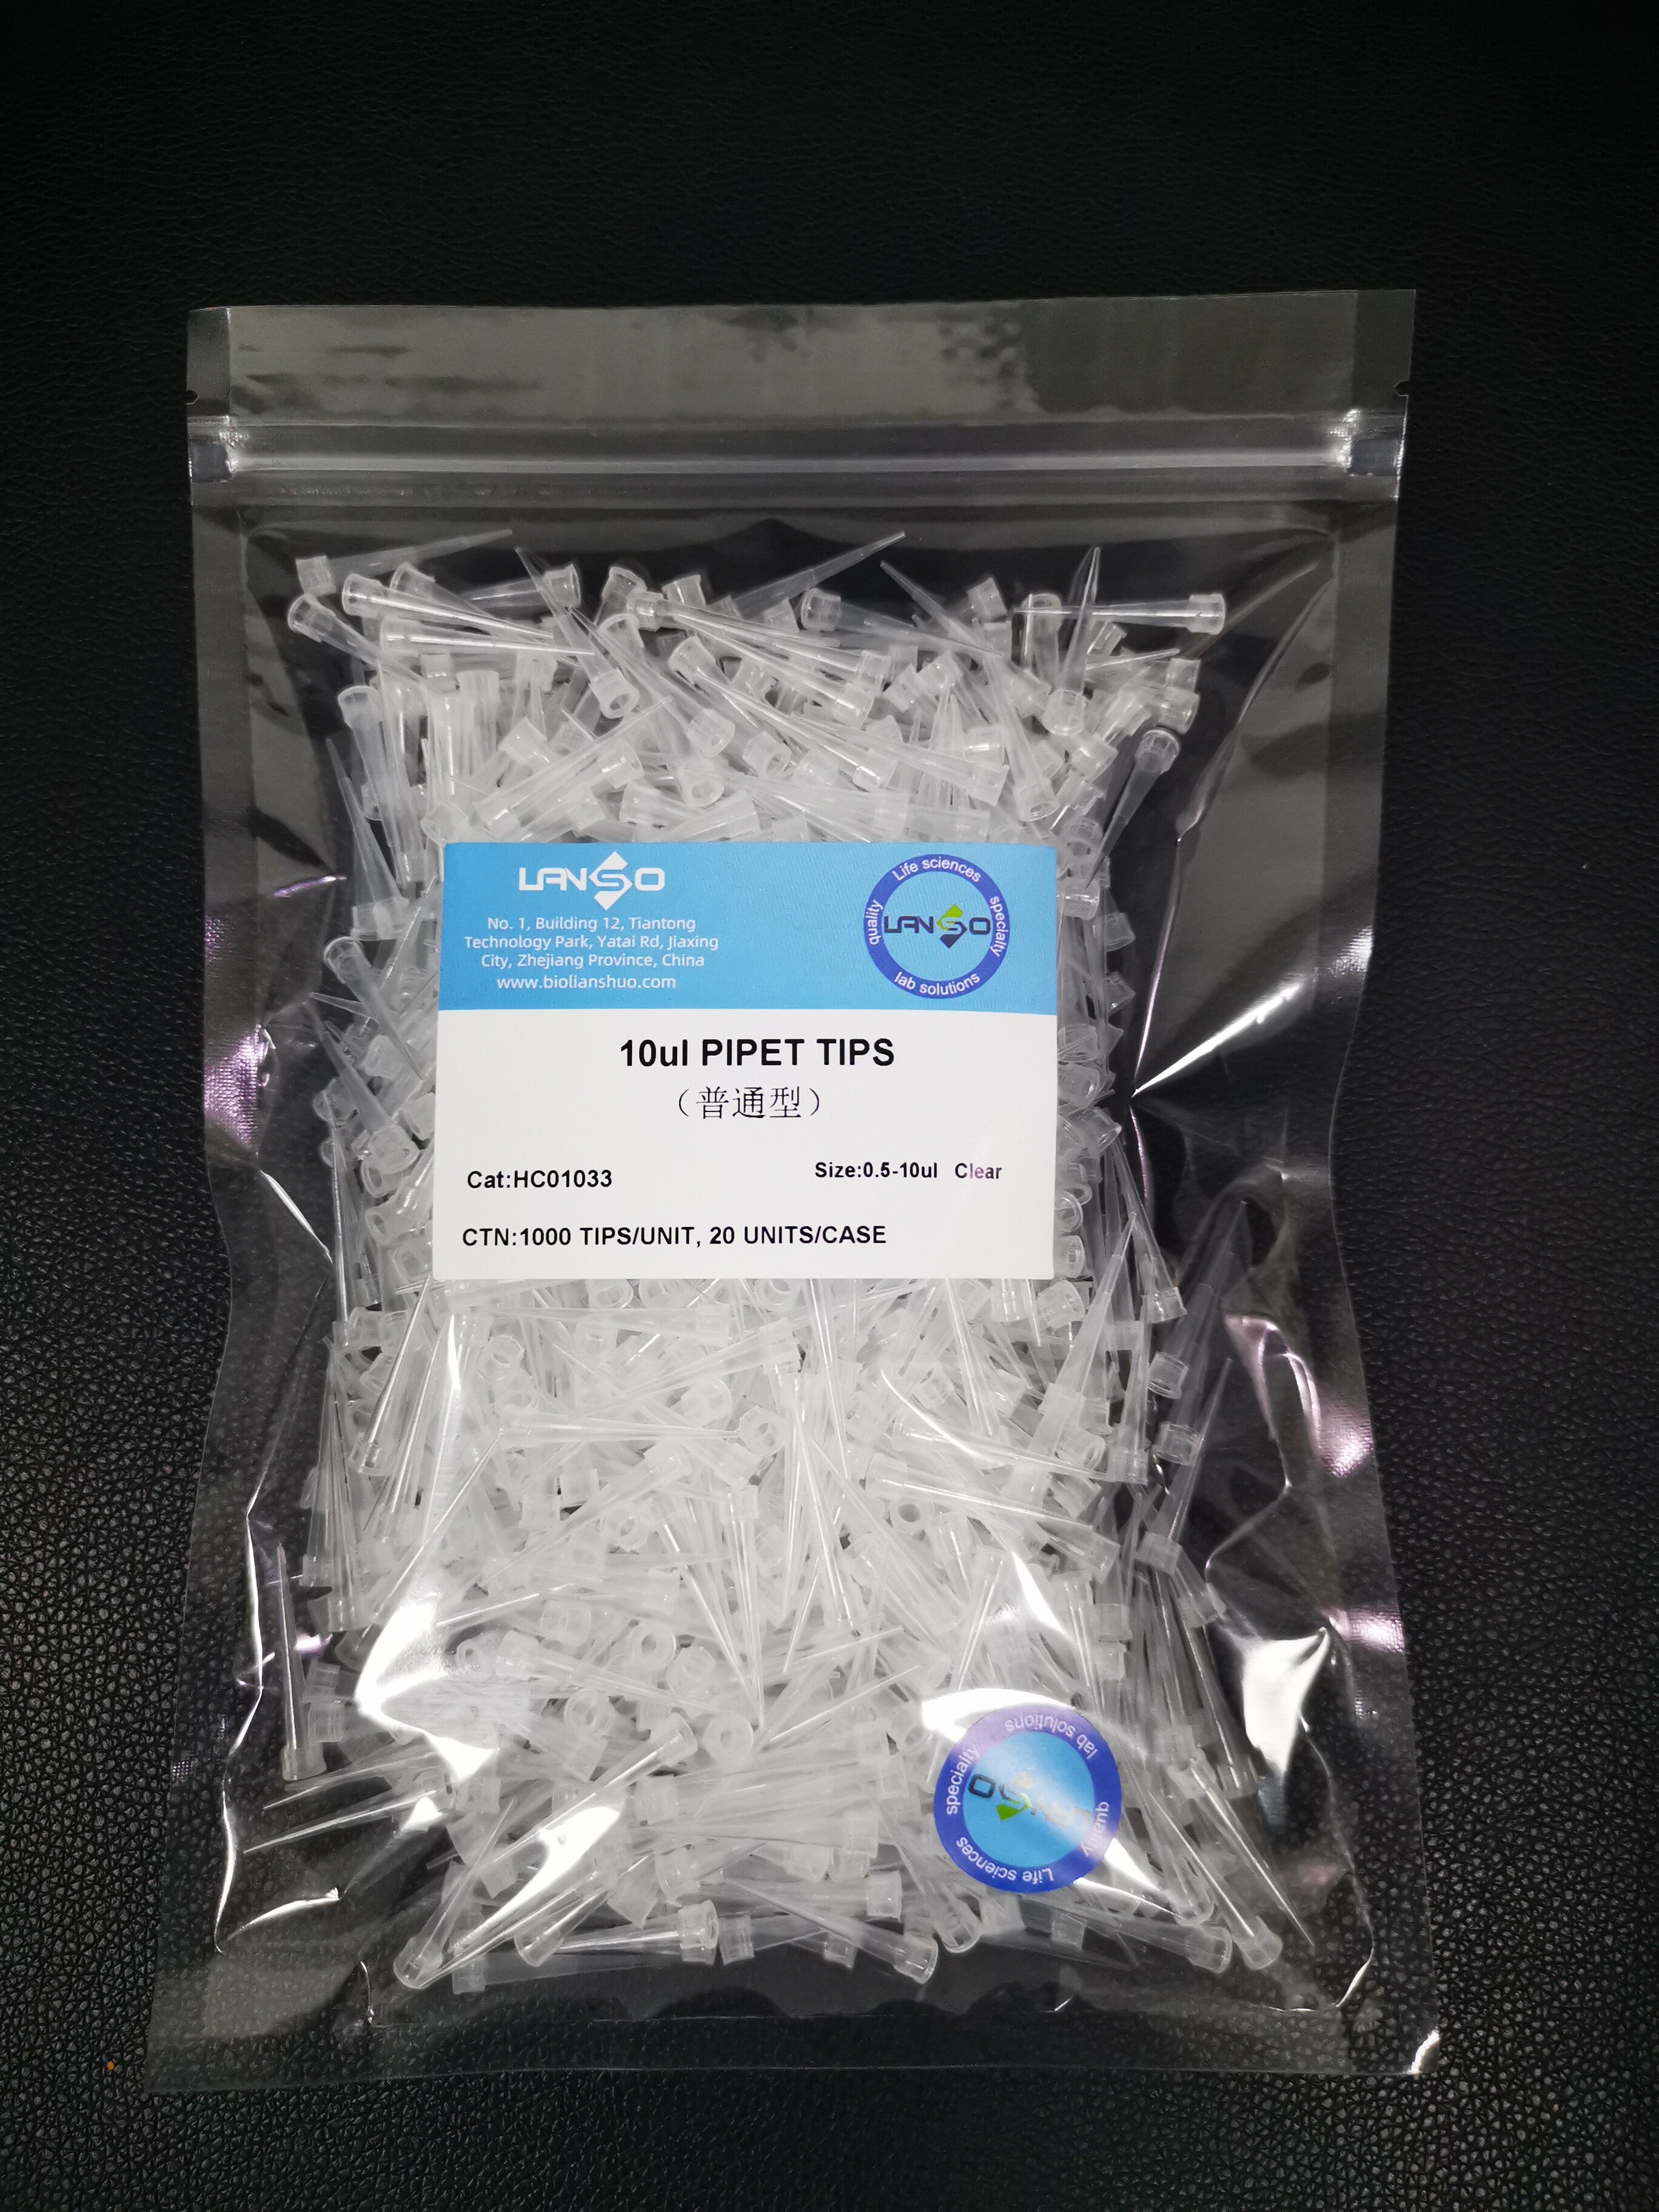 LANSO
No. 1, Building 12, Tiantong
Technology Park, Yatai Rd, Jiaxing
City, Zhejiang Province, China
www.biolianshuo.com
Life sciences
quality
LANSO
specialty
lab solutions
10ul PIPET TIPS
（普通型）
Cat:HC01033
Size:0.5-10ul Clear
CTN:1000 TIPS/UNIT, 20 UNITS/CASE
lab solutions
specialty
LANSO
quality
Life sciences